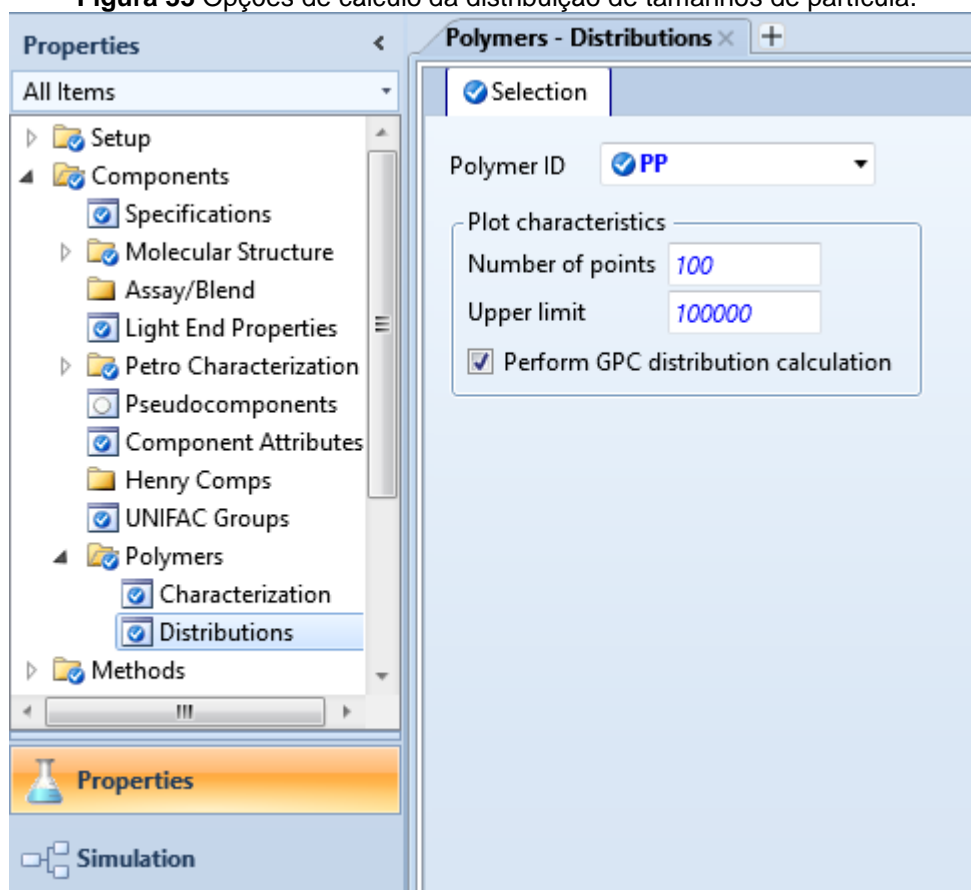 Figura 33 Opções de cálculo da distribuição de tamanhos de partícula.
Properties
All Items
Setup
Components
Specifications
Molecular Structure
Assay/Blend
Light End Properties
Petro Characterization
Pseudocomponents
Component Attributes
Henry Comps
UNIFAC Groups
Polymers
Characterization
Distributions
Methods
Properties
Simulation
Polymers - Distributions
Selection
Polymer ID PP
Plot characteristics
Number of points 100
Upper limit 100000
Perform GPC distribution calculation